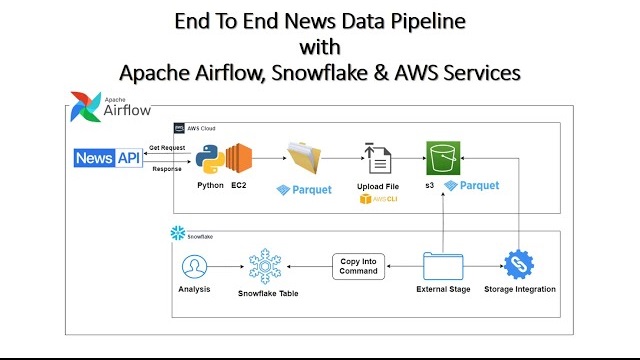 End To End News Data Pipeline
with
Apache Airflow, Snowflake & AWS Services
Apache
Airflow
aws
AWS Cloud
News API
Get Request
Response
Python
EC2
Parquet
Upload File
AWS CLI
s3
Parquet
Snowflake
Analysis
Snowflake Table
Copy Into
Command
External Stage
Storage Integration